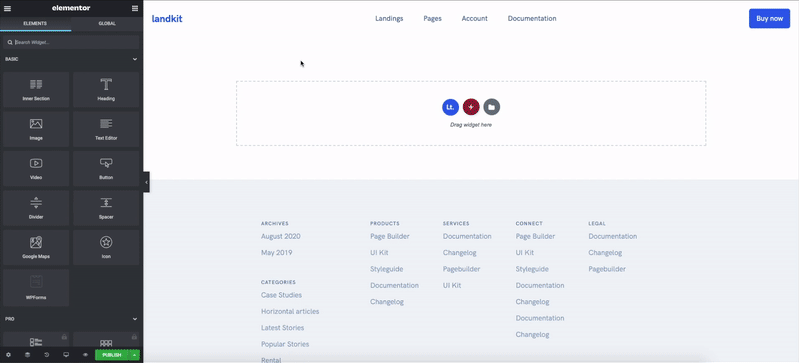 elementor
ELEMENTS GLOBAL
Search Widget...
BASIC
Inner Section Heading
Image Text Editor
Video Button
Divider Spacer
Google Maps Icon
WPForms
PRO
PUBLISH
landkit Landings Pages Account Documentation Buy now
Drag widget here
ARCHIVES
August 2020
May 2019
CATEGORIES
Case Studies
Horizontal articles
Latest Stories
Popular Stories
Rental
PRODUCTS
Page Builder
UI Kit
Styleguide
Documentation
Changelog
SERVICES
Documentation
Changelog
Pagebuilder
UI Kit
CONNECT
Page Builder
UI Kit
Styleguide
Documentation
Changelog
Documentation
Changelog
LEGAL
Documentation
Changelog
Pagebuilder